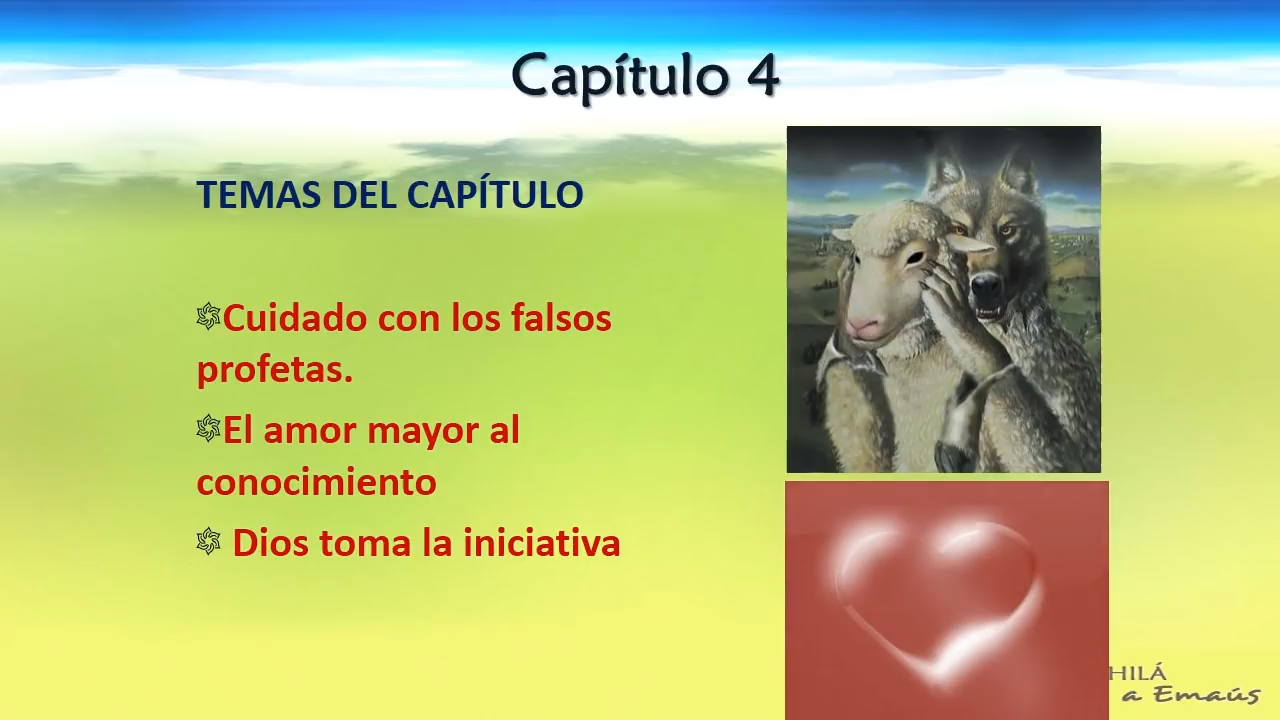 Capítulo 4
TEMAS DEL CAPÍTULO
Cuidado con los falsos
profetas.
El amor mayor al
conocimiento
Dios toma la iniciativa
HILÁ
a Emaús